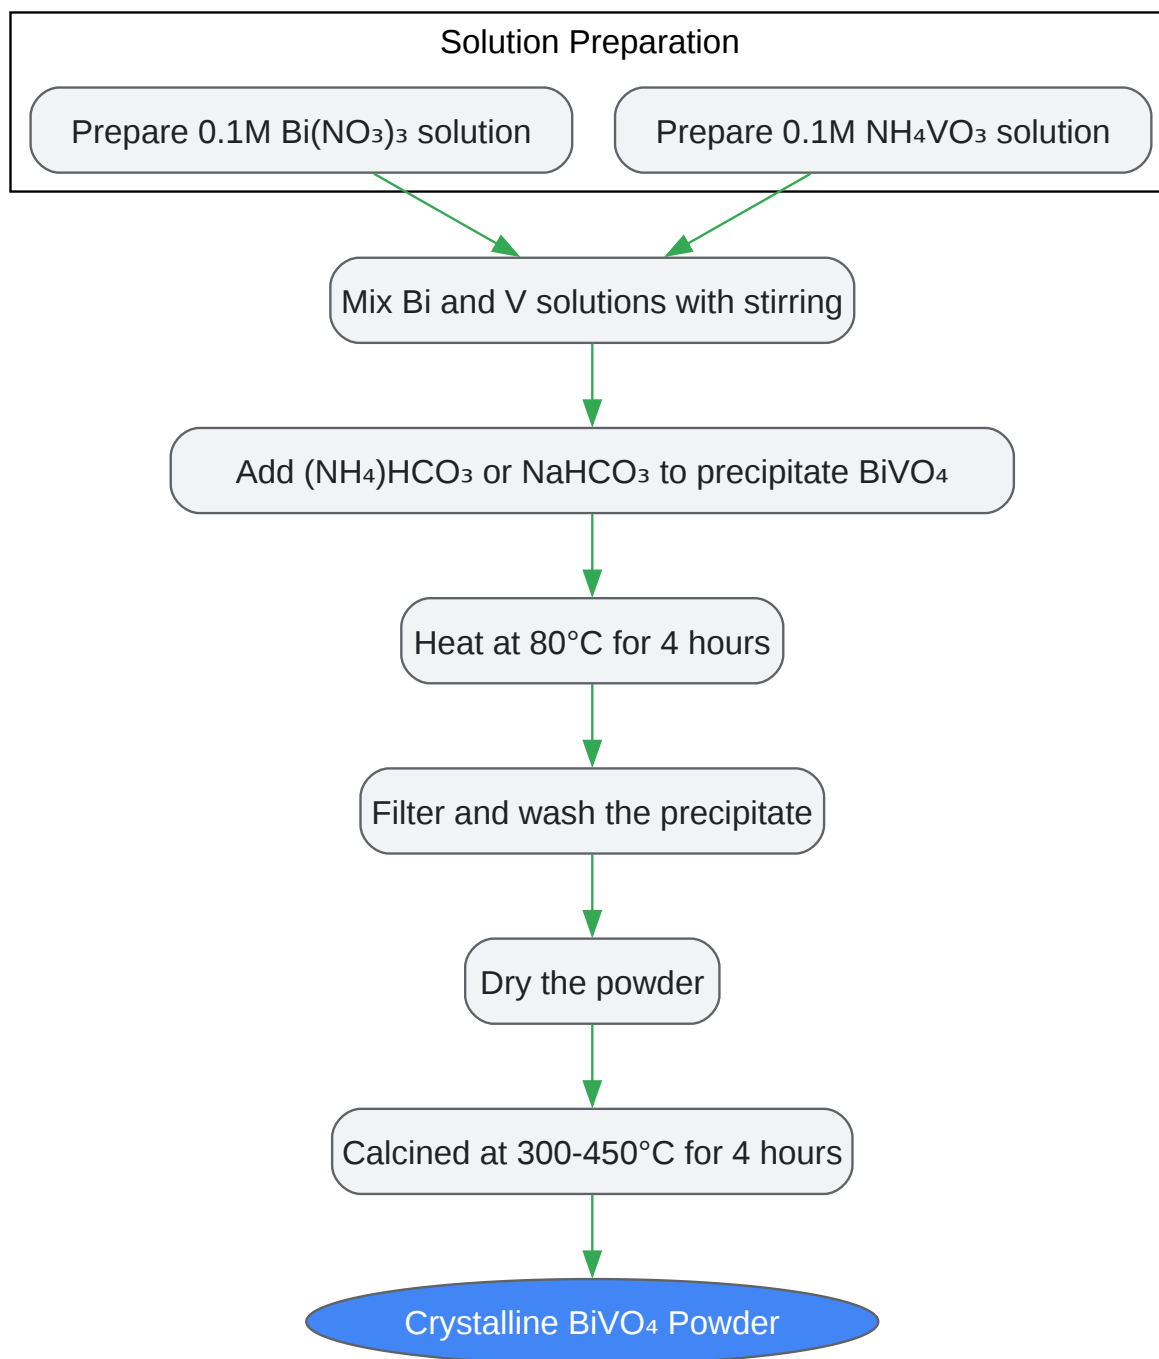 Solution Preparation
Prepare 0.1M Bi(NO₃)₃ solution
Prepare 0.1M NH₄VO₃ solution
Mix Bi and V solutions with stirring
Add (NH₄)HCO₃ or NaHCO₃ to precipitate BiVO₄
Heat at 80°C for 4 hours
Filter and wash the precipitate
Dry the powder
Calcined at 300-450°C for 4 hours
Crystalline BiVO₄ Powder